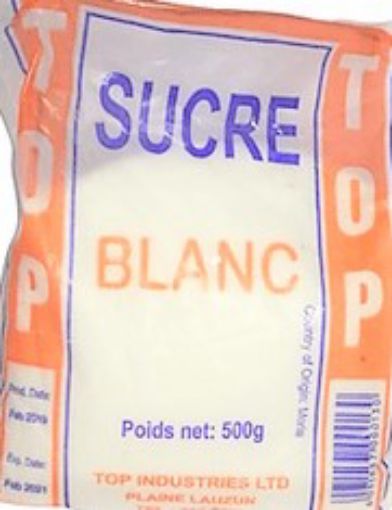 TOP
SUCRE
BLANC
TOP
Country of Origin:
Poids net: 500g
Prod. Date:
Feb 2019
Exp. Date:
Feb 2021
TOP INDUSTRIES LTD
PLAINE LAUZUN